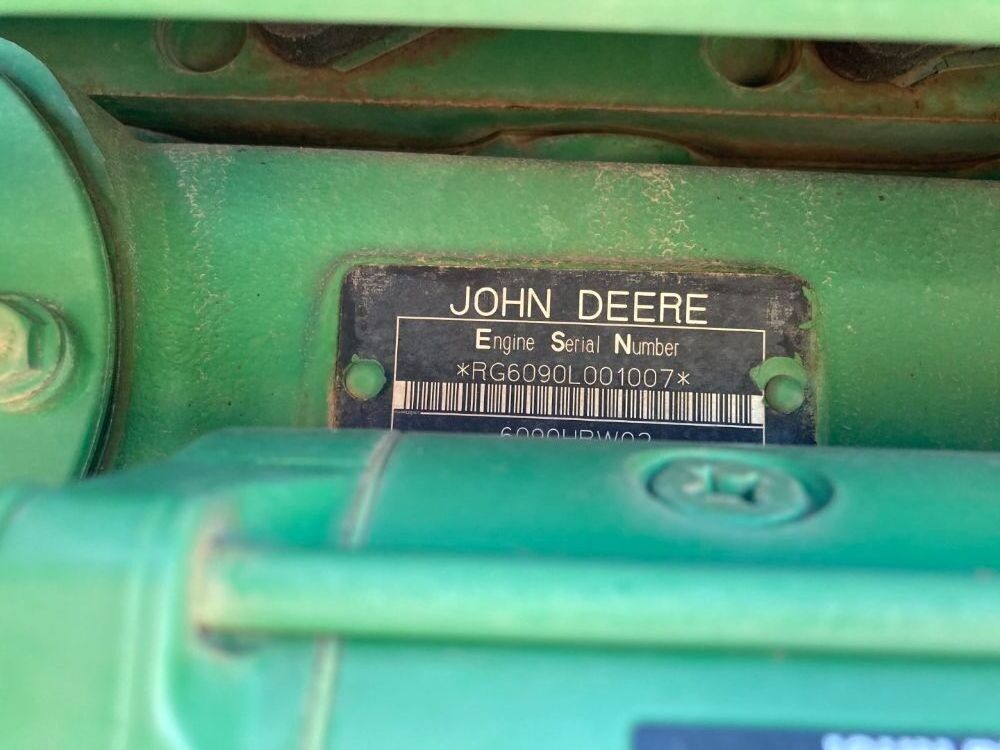 JOHN DEERE
Engine Serial Number
*RG6090L001007*